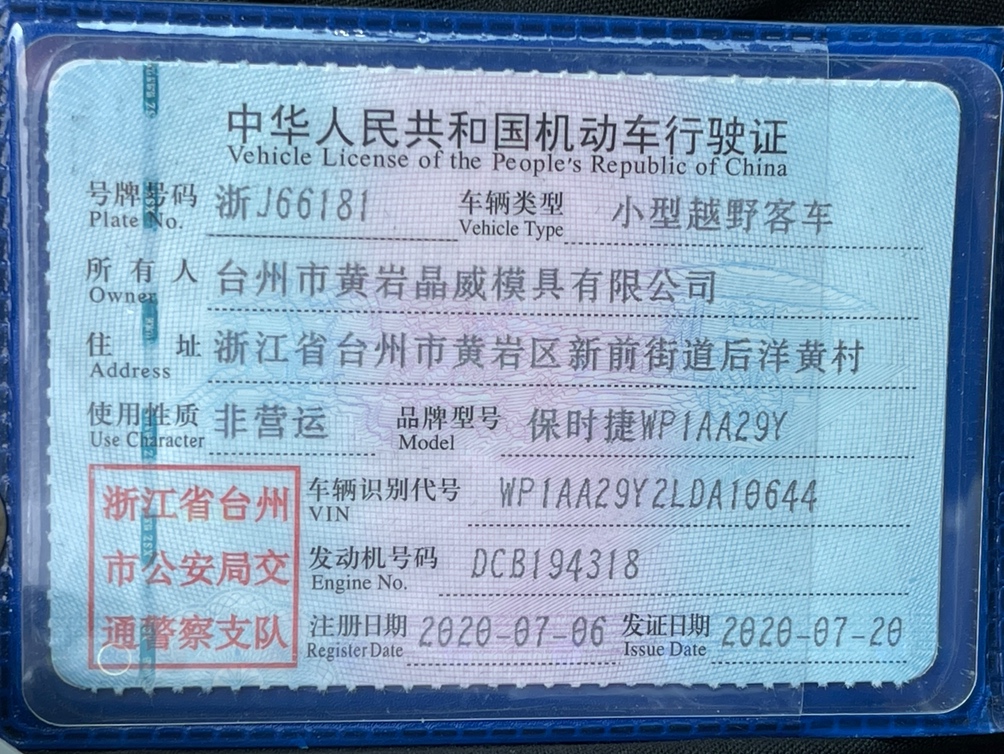 中华人民共和国机动车行驶证
Vehicle License of the People's Republic of China
号牌号码 浙J66181 车辆类型 小型越野客车
Plate No. Vehicle Type
所有人 台州市黄岩晶威模具有限公司
Owner
住址 浙江省台州市黄岩区新前街道后洋黄村
Address
使用性质 非营运 品牌型号 保时捷WP1AA29Y
Use Character Model
浙江省台州
市公安局交
通警察支队
车辆识别代号 WP1AA29Y2LDA10644
VIN
发动机号码 DCB194318
Engine No.
注册日期 2020-07-06 发证日期 2020-07-20
Register Date Issue Date